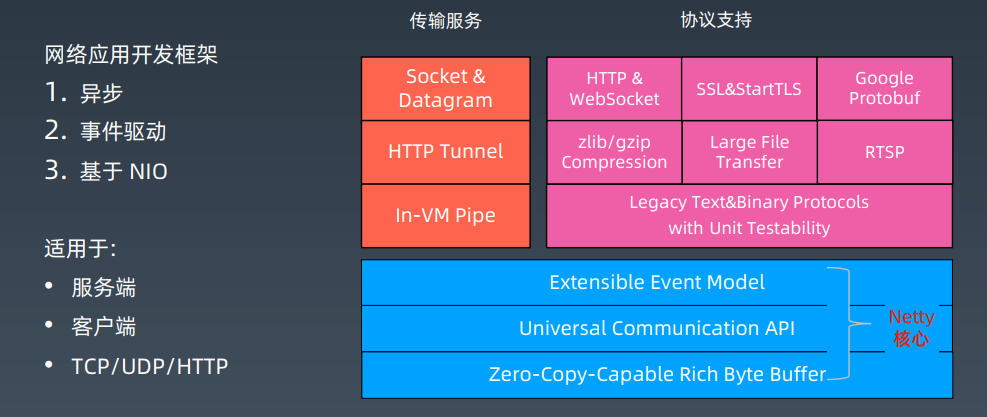 网络应用开发框架
1. 异步
2. 事件驱动
3. 基于 NIO
适用于:
• 服务端
• 客户端
• TCP/UDP/HTTP
传输服务
Socket &
Datagram
HTTP Tunnel
In-VM Pipe
协议支持
HTTP &
WebSocket
SSL&StartTLS
Google
Protobuf
zlib/gzip
Compression
Large File
Transfer
RTSP
Legacy Text&Binary Protocols
with Unit Testability
Extensible Event Model
Universal Communication API
Zero-Copy-Capable Rich Byte Buffer
Netty
核心